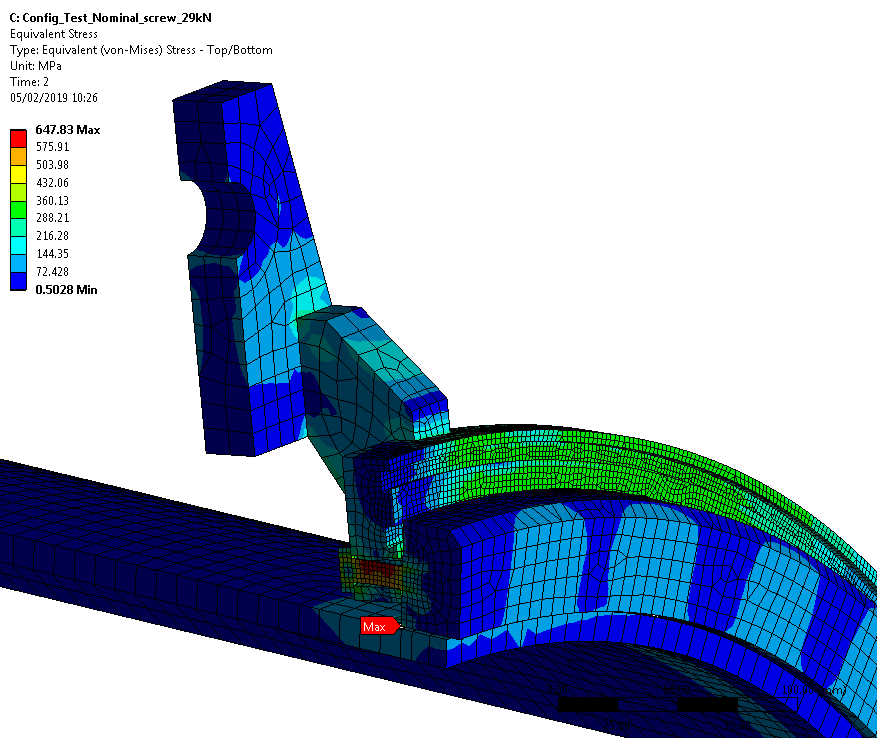 C: Config_Test_Nominal_screw_29kN
Equivalent Stress
Type: Equivalent (von-Mises) Stress - Top/Bottom
Unit: MPa
Time: 2
05/02/2019 10:26
647.83 Max
575.91
503.98
432.06
360.13
288.21
216.28
144.35
72.428
0.5028 Min
Max